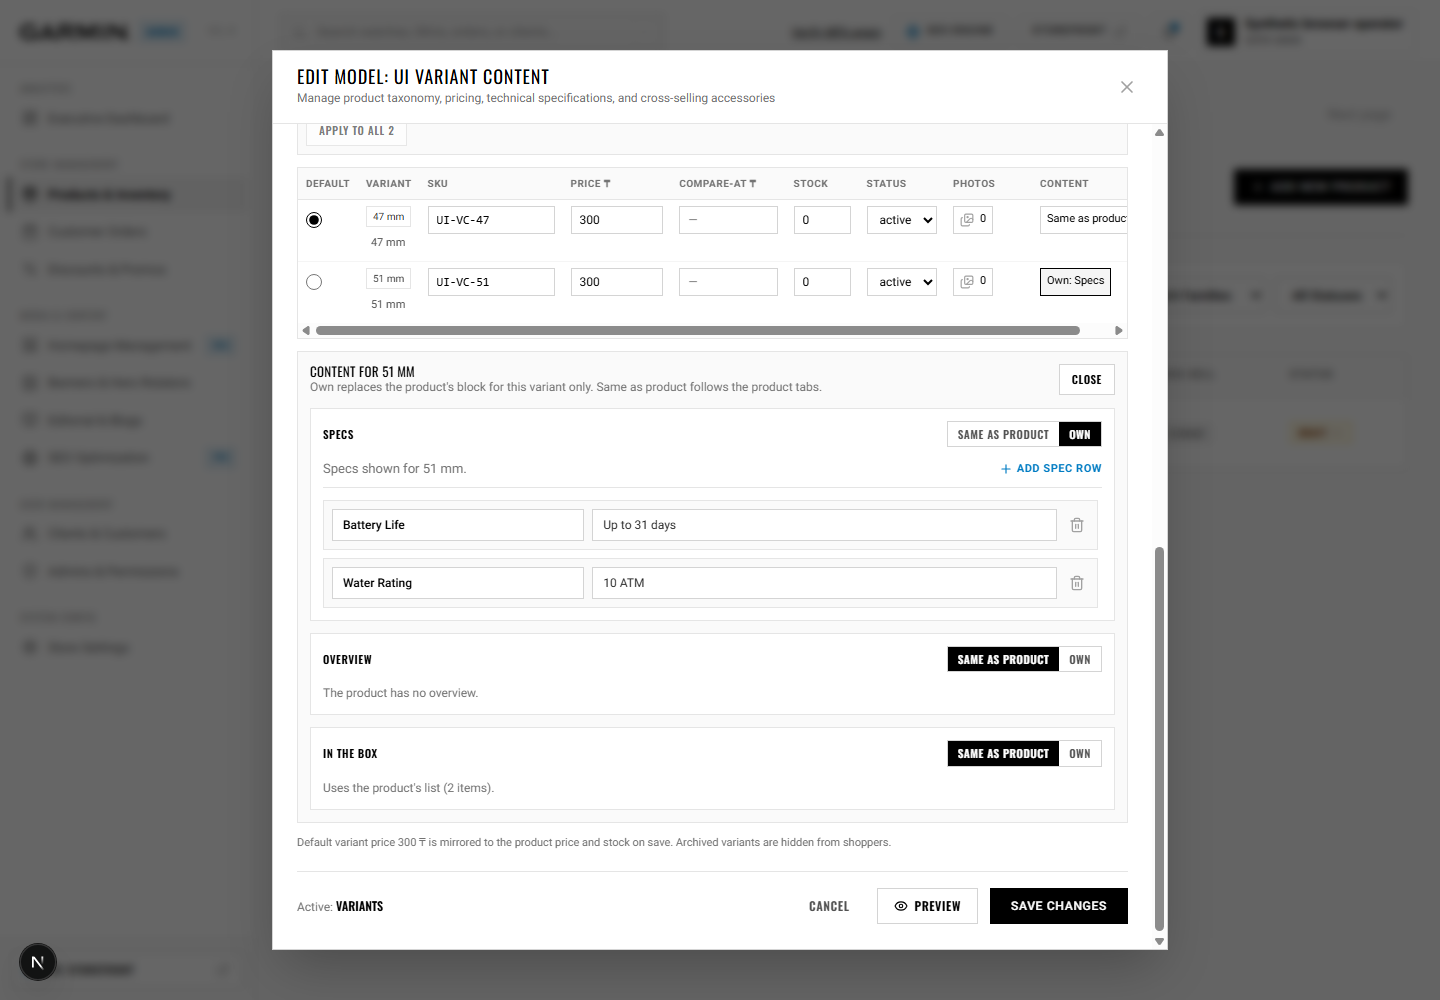 GARMIN
EDIT MODEL: UI VARIANT CONTENT
Manage product taxonomy, pricing, technical specifications, and cross-selling accessories
APPLY TO ALL 2
DEFAULT VARIANT SKU PRICE ₸ COMPARE-AT ₸ STOCK STATUS PHOTOS CONTENT
47 mm UI-VC-47 300 — 0 active 0 Same as product
47 mm
51 mm UI-VC-51 300 — 0 active 0 Own: Specs
51 mm
CONTENT FOR 51 MM
Own replaces the product's block for this variant only. Same as product follows the product tabs.
CLOSE
SPECS
SAME AS PRODUCT OWN
Specs shown for 51 mm.
ADD SPEC ROW
Battery Life Up to 31 days
Water Rating 10 ATM
OVERVIEW
SAME AS PRODUCT OWN
The product has no overview.
IN THE BOX
SAME AS PRODUCT OWN
Uses the product's list (2 items).
Default variant price 300 ₸ is mirrored to the product price and stock on save. Archived variants are hidden from shoppers.
Active: VARIANTS
CANCEL
PREVIEW
SAVE CHANGES
N